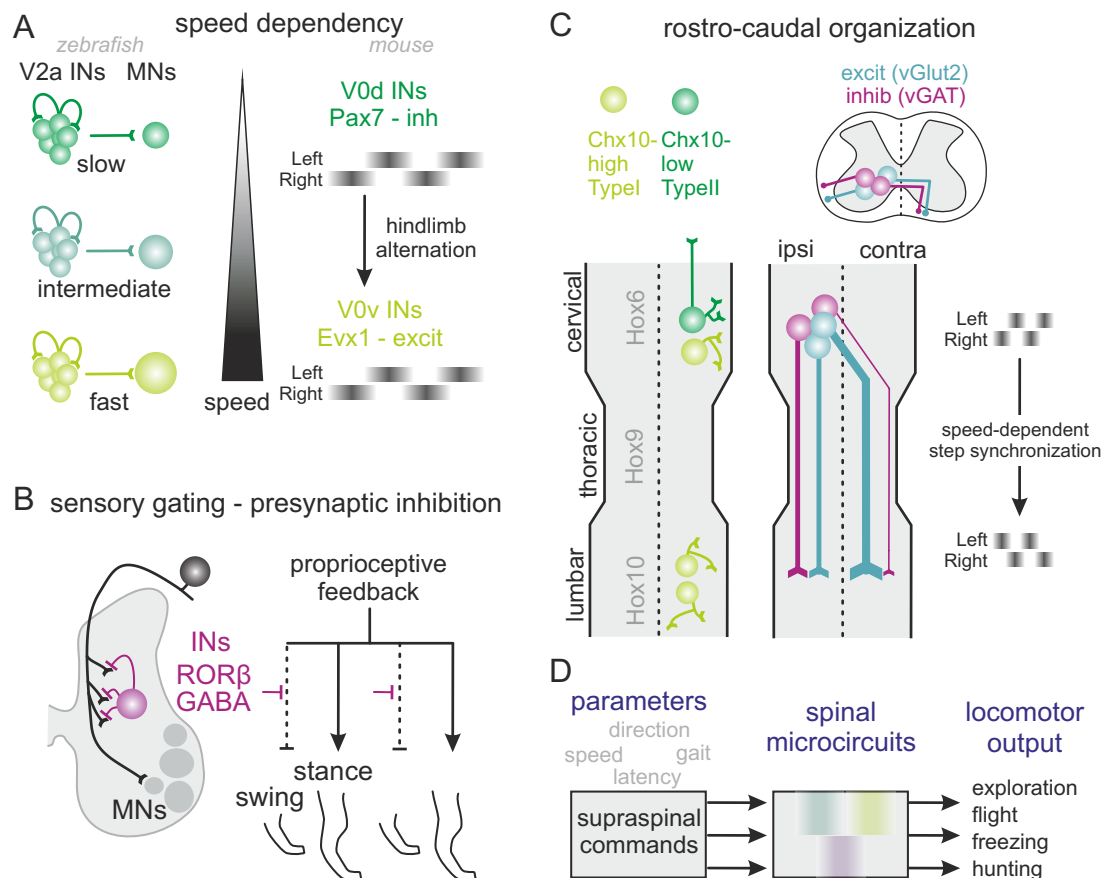 A
speed dependency
zebrafish
mouse
V2a INs
MNs
slow
intermediate
fast
speed
V0d INs
Pax7 - inh
Left
Right
hindlimb
alternation
V0v INs
Evx1 - excit
Left
Right
B
sensory gating - presynaptic inhibition
proprioceptive
feedback
INs
RORβ
GABA
MNs
stance
swing
C
rostro-caudal organization
excit (vGlut2)
inhib (vGAT)
Chx10-
high
TypeI
Chx10-
low
TypeII
ipsi
contra
cervical
thoracic
lumbar
Hox6
Hox9
Hox10
Left
Right
speed-dependent
step synchronization
Left
Right
D
parameters
direction
speed
gait
latency
supraspinal
commands
spinal
microcircuits
locomotor
output
exploration
flight
freezing
hunting